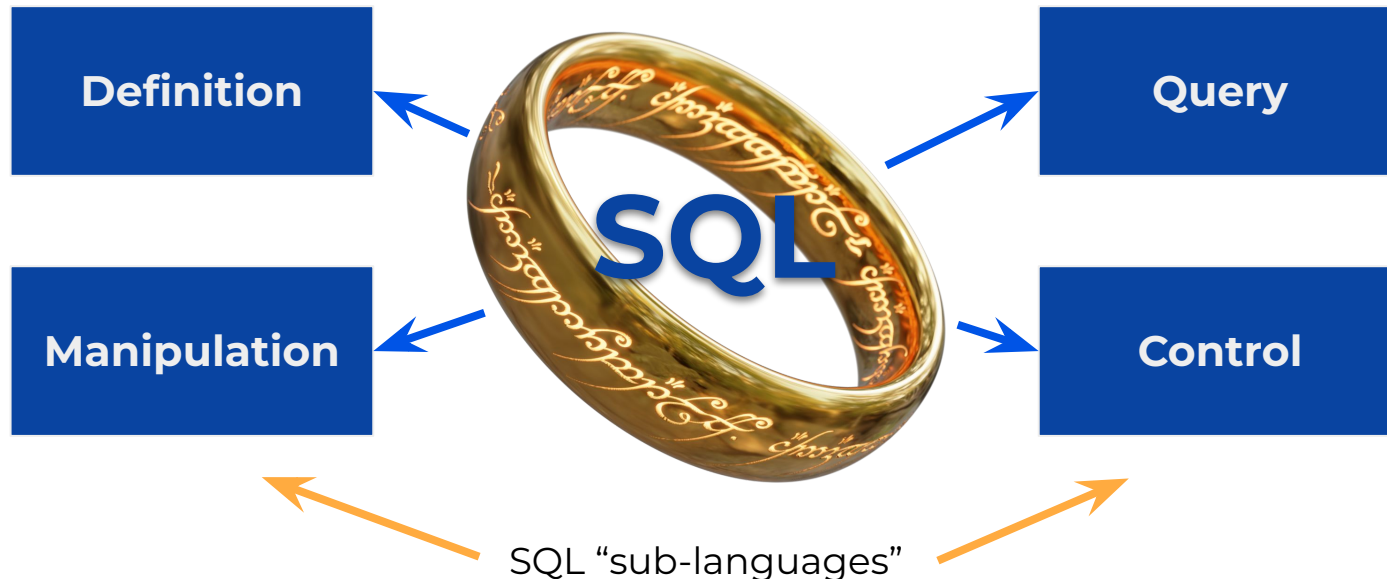 Definition
Query
SQL
Manipulation
Control
SQL “sub-languages”